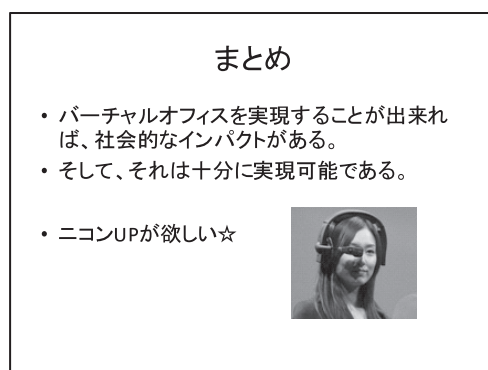 まとめ
• バーチャルオフィスを実現することが出来れ
ば、社会的なインパクトがある。
• そして、それは十分に実現可能である。
• ニコンUPが欲しい☆